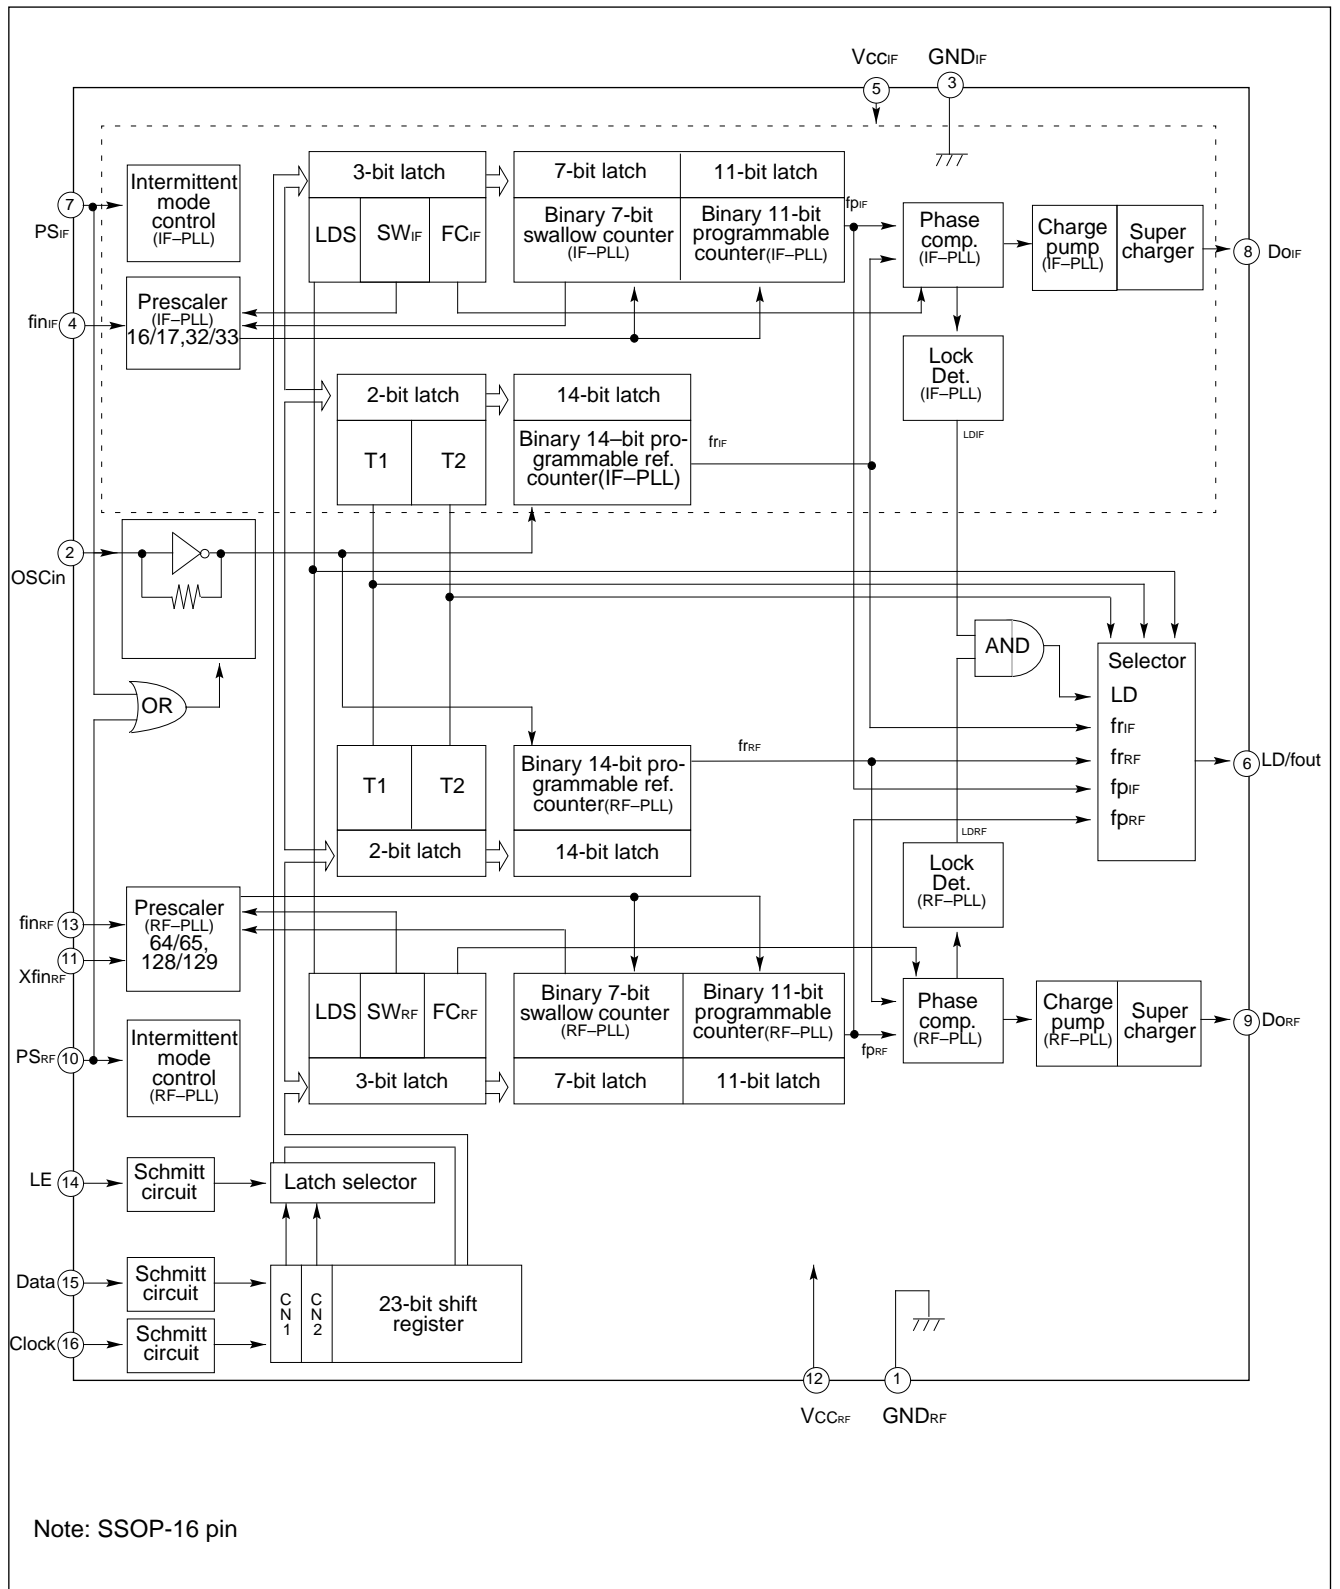 VccIF
GNDIF
5
3
7
PSIF
Intermittent
mode
control
(IF–PLL)
3-bit latch
LDS
SWIF
FCIF
7-bit latch
11-bit latch
Binary 7-bit
swallow counter
(IF–PLL)
Binary 11-bit
programmable
counter(IF–PLL)
fpIF
Phase
comp.
(IF–PLL)
Charge
pump
(IF–PLL)
Super
charger
8
DoIF
finIF
4
Prescaler
(IF–PLL)
16/17,32/33
Lock
Det.
(IF–PLL)
LDIF
2-bit latch
T1
T2
14-bit latch
Binary 14–bit pro-
grammable ref.
counter(IF–PLL)
frIF
2
OSCin
OR
AND
Selector
LD
frIF
frRF
fpIF
fpRF
6
LD/fout
T1
T2
2-bit latch
Binary 14-bit pro-
grammable ref.
counter(RF–PLL)
14-bit latch
frRF
LDRF
Lock
Det.
(RF–PLL)
finRF
13
11
XfinRF
Prescaler
(RF–PLL)
64/65,
128/129
LDS
SWRF
FCRF
3-bit latch
Binary 7-bit
swallow counter
(RF–PLL)
Binary 11-bit
programmable
counter(RF–PLL)
7-bit latch
11-bit latch
fpRF
Phase
comp.
(RF–PLL)
Charge
pump
(RF–PLL)
Super
charger
9
DoRF
PSRF
10
Intermittent
mode
control
(RF–PLL)
LE
14
Schmitt
circuit
Latch selector
Data
15
Schmitt
circuit
Clock
16
Schmitt
circuit
CN1
CN2
23-bit shift
register
12
1
VCCRF
GNDRF
Note: SSOP-16 pin